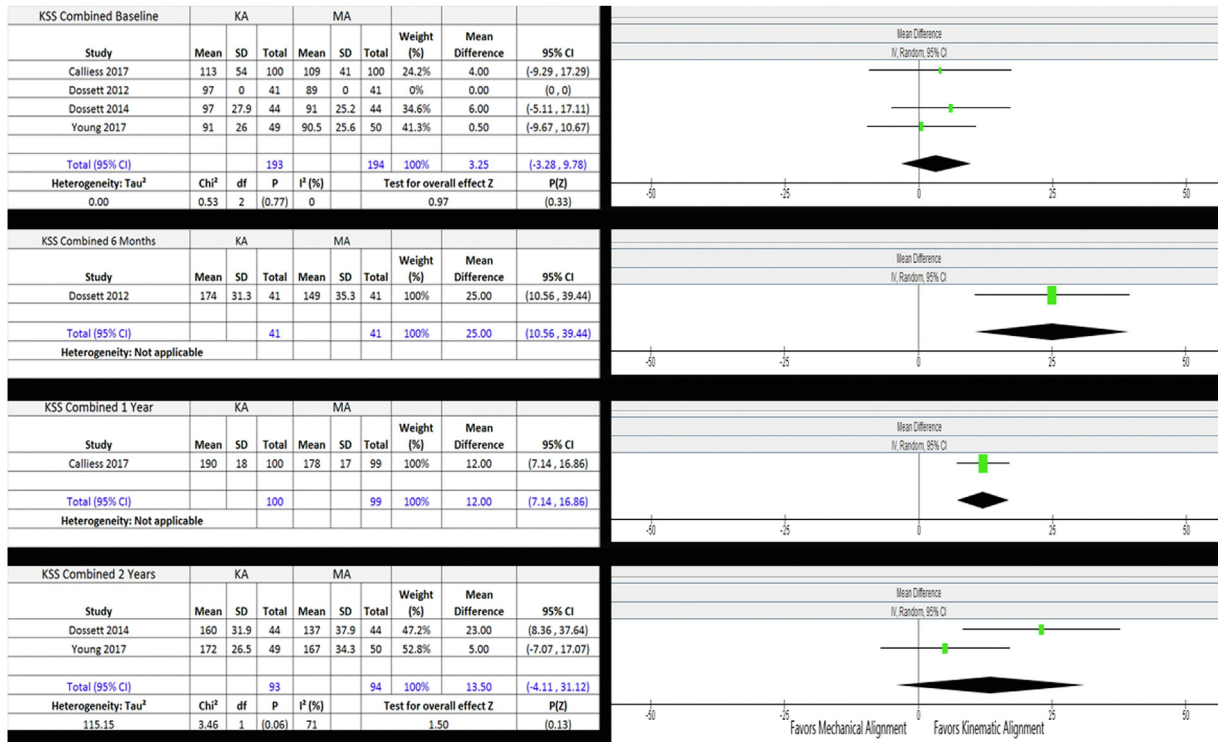 KSS Combined Baseline KA MA
Weight Mean
Study Mean SD Total Mean SD Total (%) Difference 95% CI
Calliess 2017 113 54 100 109 41 100 24.2% 4.00 (-9.29 , 17.29)
Dossett 2012 97 0 41 89 0 41 0% 0.00 (0 , 0)
Dossett 2014 97 27.9 44 91 25.2 44 34.6% 6.00 (-5.11 , 17.11)
Young 2017 91 26 49 90.5 25.6 50 41.3% 0.50 (-9.67 , 10.67)
Total (95% CI) 193 194 100% 3.25 (-3.28 , 9.78)
Heterogeneity: Tau² Chi² df P I² (%) Test for overall effect Z P(Z)
0.00 0.53 2 (0.77) 0 0.97 (0.33)
Mean Difference
IV, Random, 95% CI
-50 -25 0 25 50
KSS Combined 6 Months KA MA
Weight Mean
Study Mean SD Total Mean SD Total (%) Difference 95% CI
Dossett 2012 174 31.3 41 149 35.3 41 100% 25.00 (10.56 , 39.44)
Total (95% CI) 41 41 100% 25.00 (10.56 , 39.44)
Heterogeneity: Not applicable
Mean Difference
IV, Random, 95% CI
-50 -25 0 25 50
KSS Combined 1 Year KA MA
Weight Mean
Study Mean SD Total Mean SD Total (%) Difference 95% CI
Calliess 2017 190 18 100 178 17 99 100% 12.00 (7.14 , 16.86)
Total (95% CI) 100 99 100% 12.00 (7.14 , 16.86)
Heterogeneity: Not applicable
Mean Difference
IV, Random, 95% CI
-50 -25 0 25 50
KSS Combined 2 Years KA MA
Weight Mean
Study Mean SD Total Mean SD Total (%) Difference 95% CI
Dossett 2014 160 31.9 44 137 37.9 44 47.2% 23.00 (8.36 , 37.64)
Young 2017 172 26.5 49 167 34.3 50 52.8% 5.00 (-7.07 , 17.07)
Total (95% CI) 93 94 100% 13.50 (-4.11 , 31.12)
Heterogeneity: Tau² Chi² df P I² (%) Test for overall effect Z P(Z)
115.15 3.46 1 (0.06) 71 1.50 (0.13)
Mean Difference
IV, Random, 95% CI
Favors Mechanical Alignment Favors Kinematic Alignment
-50 -25 0 25 50